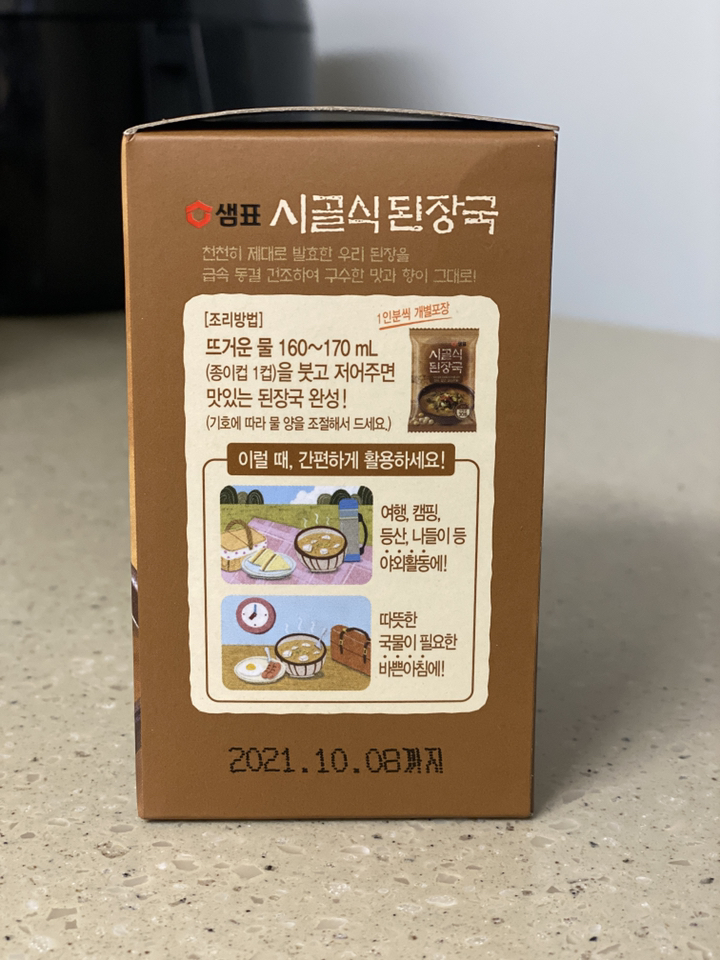 샘표 시골식 된장국
천천히 제대로 발효한 우리 된장을
급속 동결 건조하여 구수한 맛과 향이 그대로!
[조리방법]
1인분씩 개별포장
뜨거운 물 160~170 mL
(종이컵 1컵)을 붓고 저어주면
맛있는 된장국 완성!
(기호에 따라 물 양을 조절해서 드세요.)
샘표
시골식
된장국
이럴 때, 간편하게 활용하세요!
여행, 캠핑,
등산, 나들이 등
야외활동에!
따뜻한
국물이 필요한
바쁜아침에!
2021.10.08까지